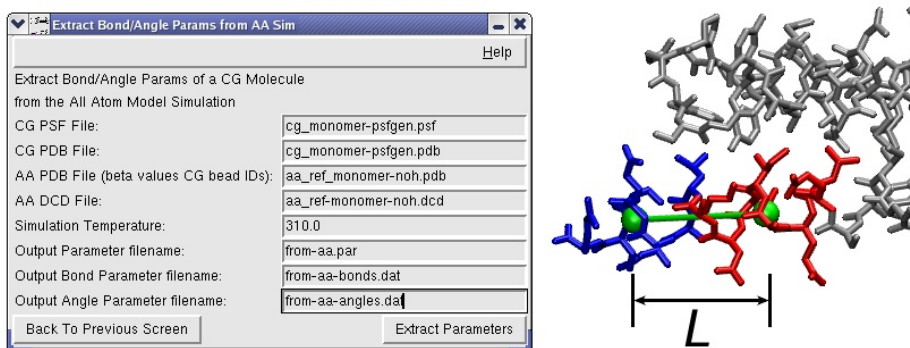 Extract Bond/Angle Params from AA Sim
Help
Extract Bond/Angle Params of a CG Molecule
from the All Atom Model Simulation
CG PSF File: cg_monomer-psfgen.psf
CG PDB File: cg_monomer-psfgen.pdb
AA PDB File (beta values CG bead IDs): aa_ref_monomer-noh.pdb
AA DCD File: aa_ref-monomer-noh.dcd
Simulation Temperature: 310.0
Output Parameter filename: from-aa.par
Output Bond Parameter filename: from-aa-bonds.dat
Output Angle Parameter filename: from-aa-angles.dat
Back To Previous Screen Extract Parameters
L